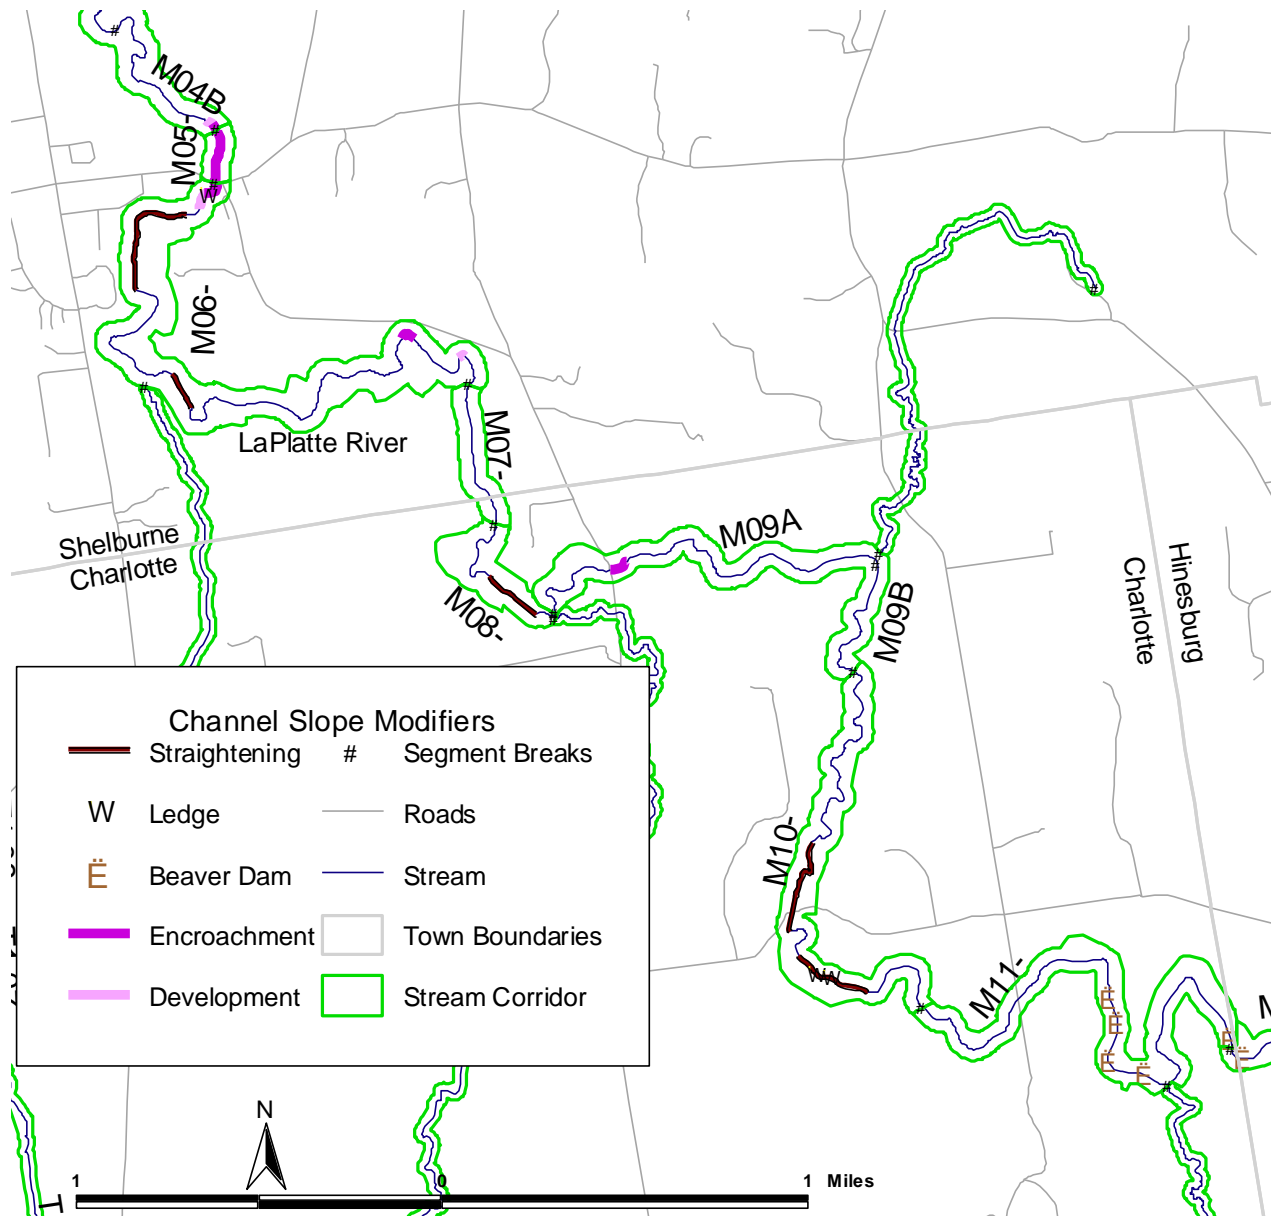 M04B
M05-
W
M06-
LaPlatte River
M07-
M09A
Shelburne
Charlotte
M08-
M09B
Hinesburg
Charlotte
Channel Slope Modifiers
Straightening # Segment Breaks
W Ledge Roads
Ë Beaver Dam Stream
Encroachment Town Boundaries
Development Stream Corridor
M10-
WW
M11-
Ë
Ë
Ë
Ë
Ë
M
N
1 0 1 Miles